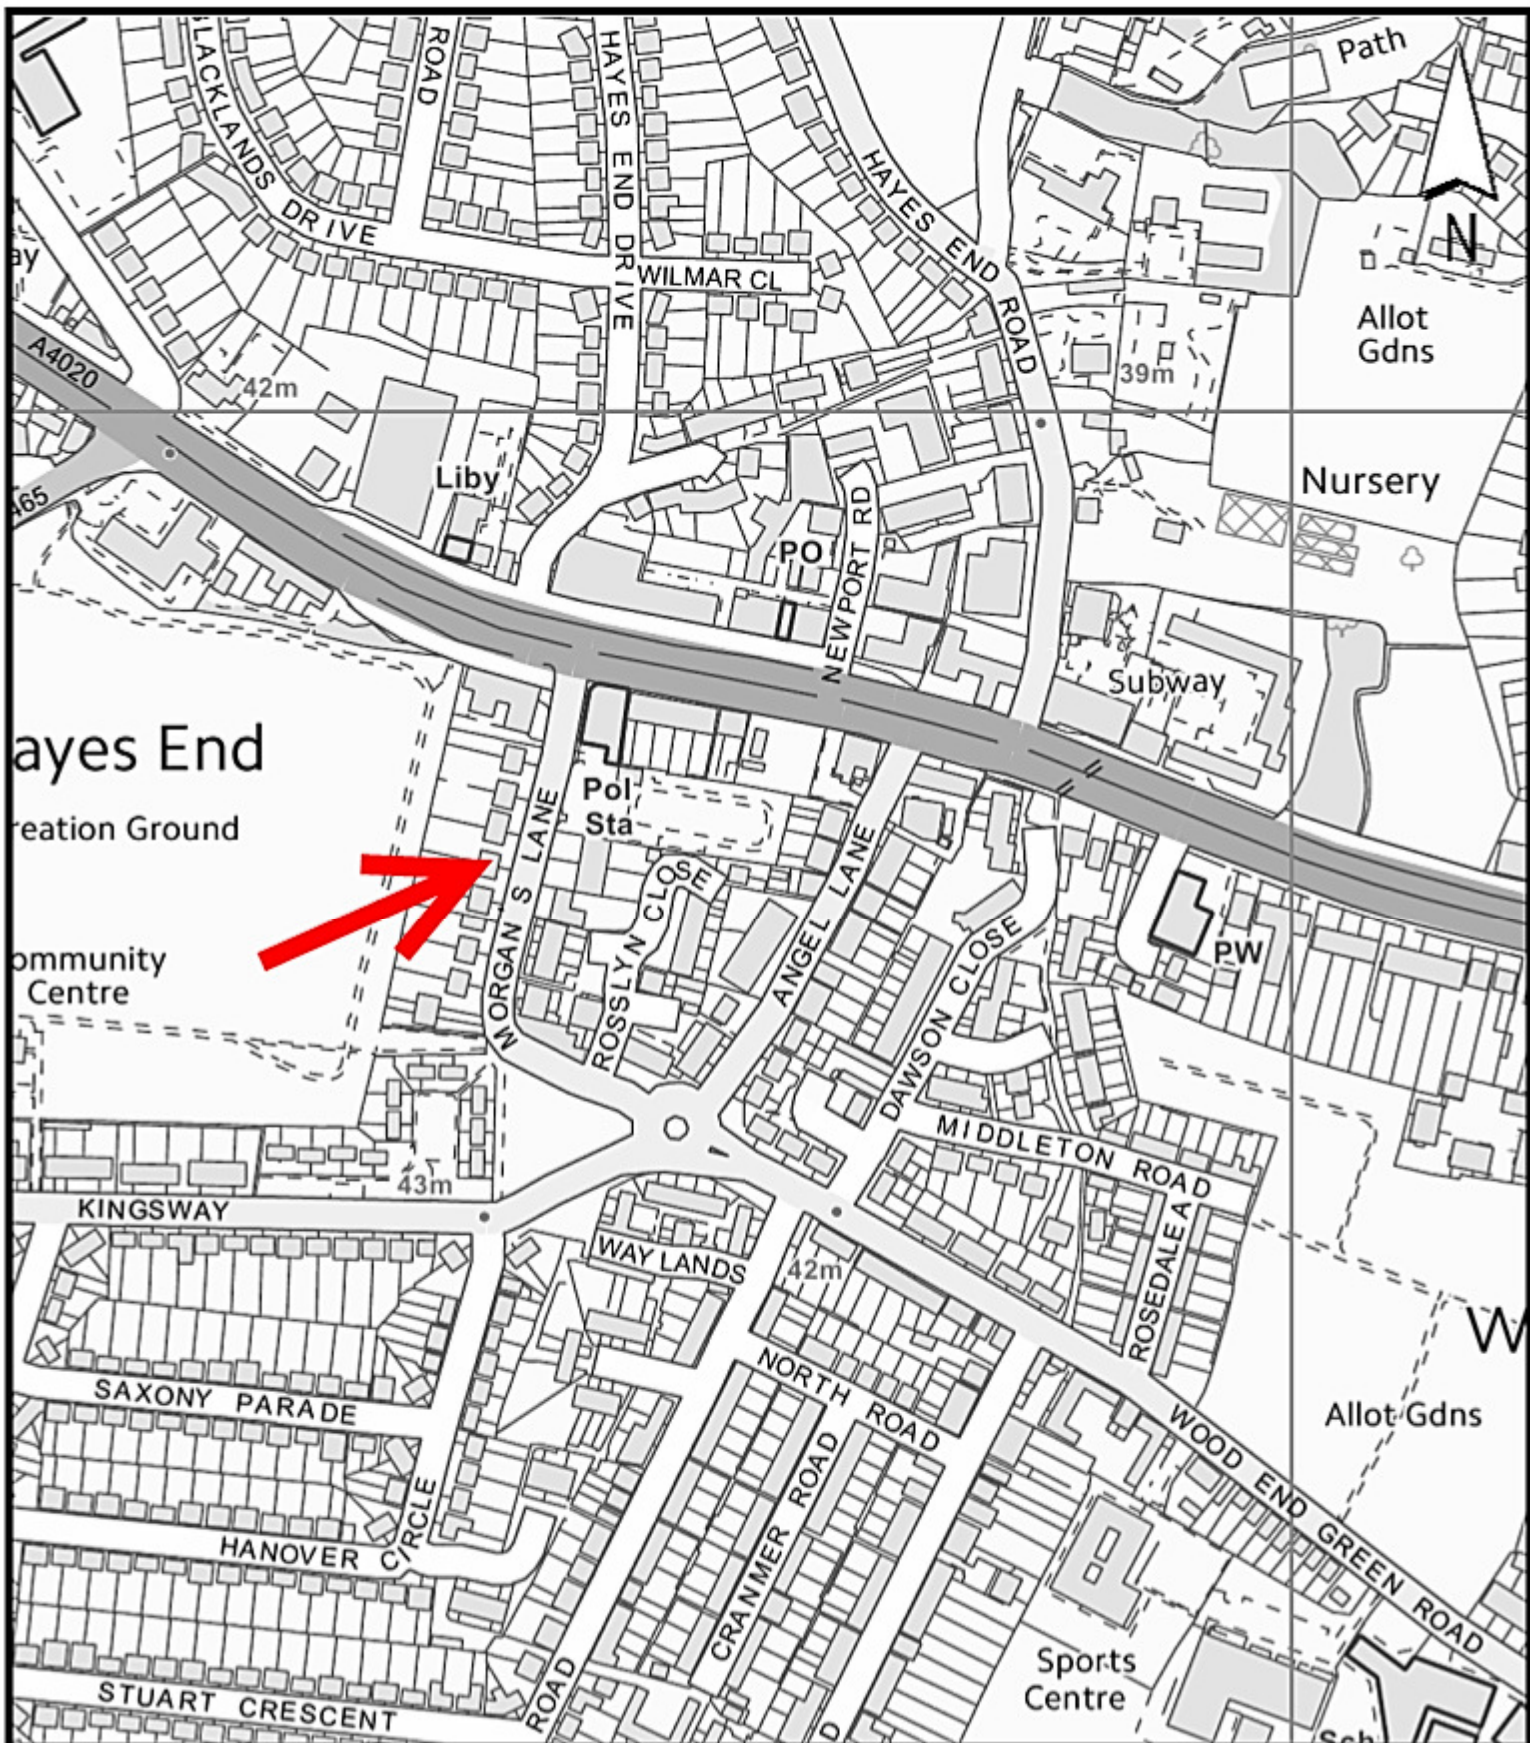 BLACKLANDS DRIVE
ROAD
HAYES END DRIVE
Path
HAYES END ROAD
N
WILMAR CL
A4020
42m
39m
Allot
Gdns
Liby
Nursery
PO
NEWPORT RD
Subway
ayes End
reation Ground
Pol
Sta
MORGAN'S LANE
ROSSLYN CLOSE
ANGEL LANE
DAWSON CLOSE
PW
ommunity
Centre
MIDDLETON ROAD
43m
KINGSWAY
WAYLANDS
42m
ROSEDALE A
W
NORTH ROAD
SAXONY PARADE
Allot Gdns
WOOD END GREEN ROAD
CRANMER ROAD
HANOVER CIRCLE
Sports
Centre
STUART CRESCENT
ROAD
D
Sch